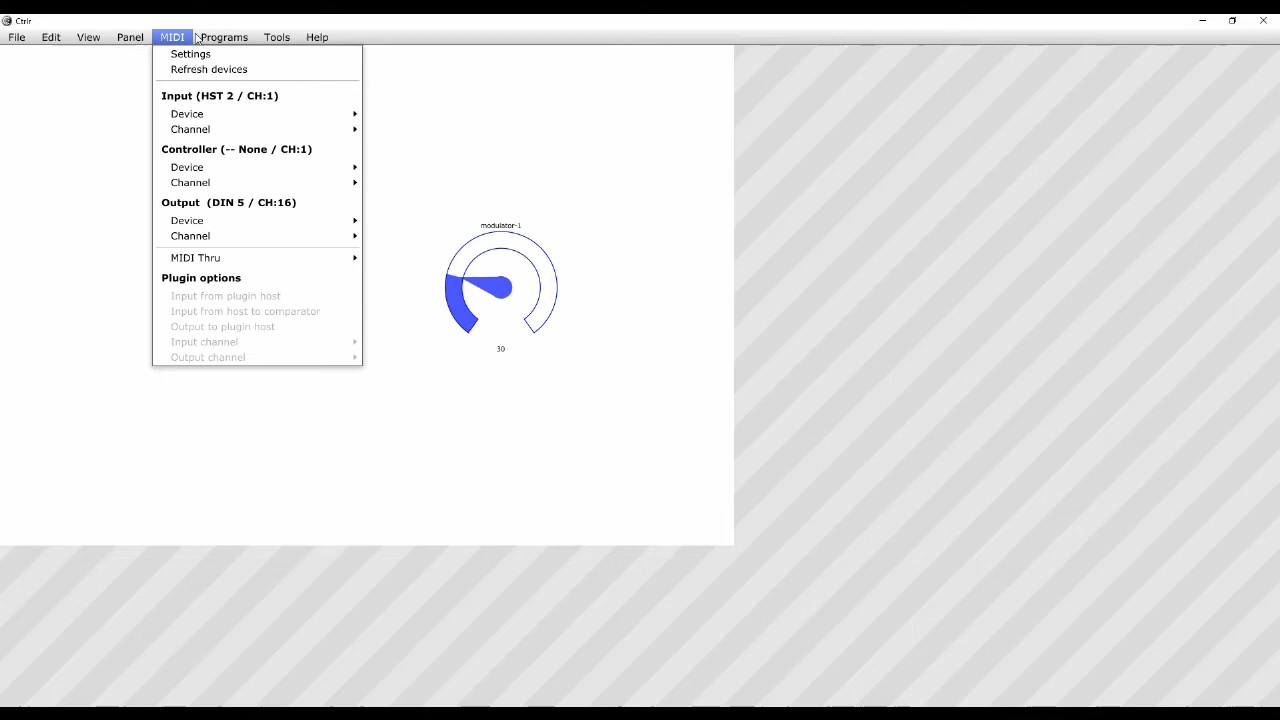 Ctrlr
File Edit View Panel MIDI Programs Tools Help
Settings
Refresh devices
Input (HST 2 / CH:1)
Device
Channel
Controller (-- None / CH:1)
Device
Channel
Output (DIN 5 / CH:16)
Device
Channel
MIDI Thru
Plugin options
Input from plugin host
Input from host to comparator
Output to plugin host
Input channel
Output channel
modulator-1
30